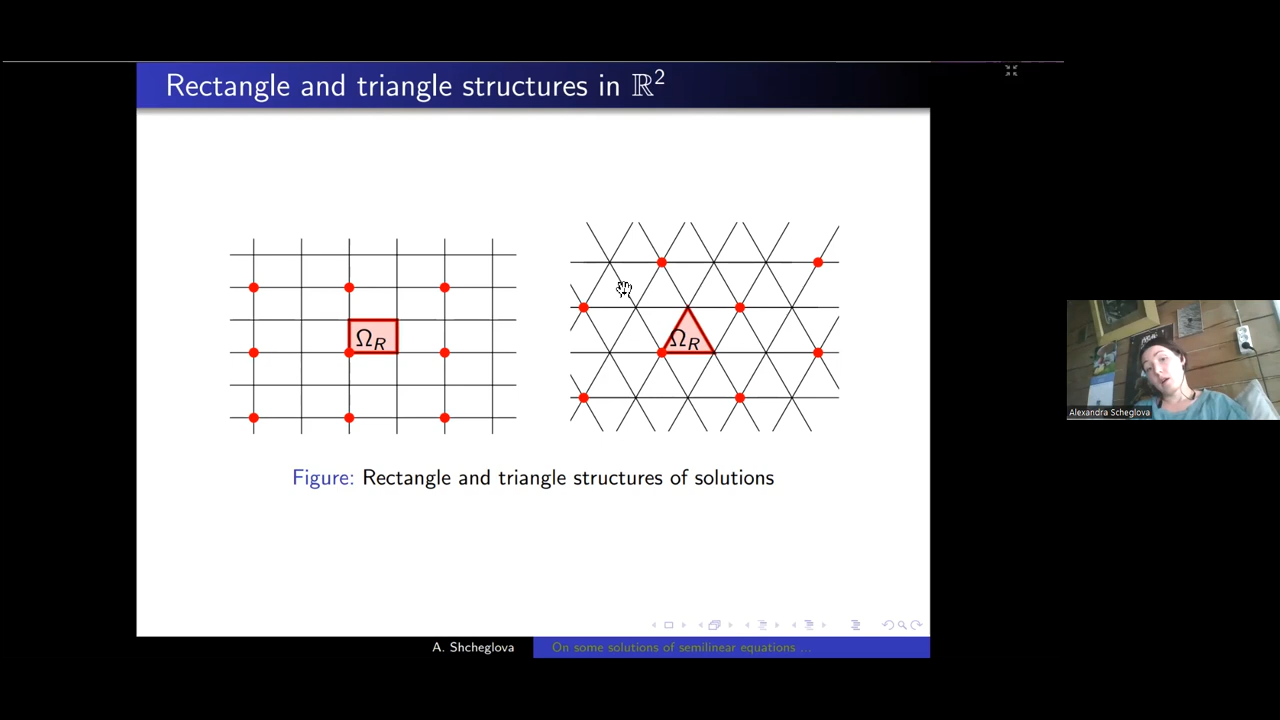 Rectangle and triangle structures in ℝ²
Ω_R
Ω_R
Figure: Rectangle and triangle structures of solutions
Alexandra Scheglova
A. Shcheglova
On some solutions of semilinear equations ...